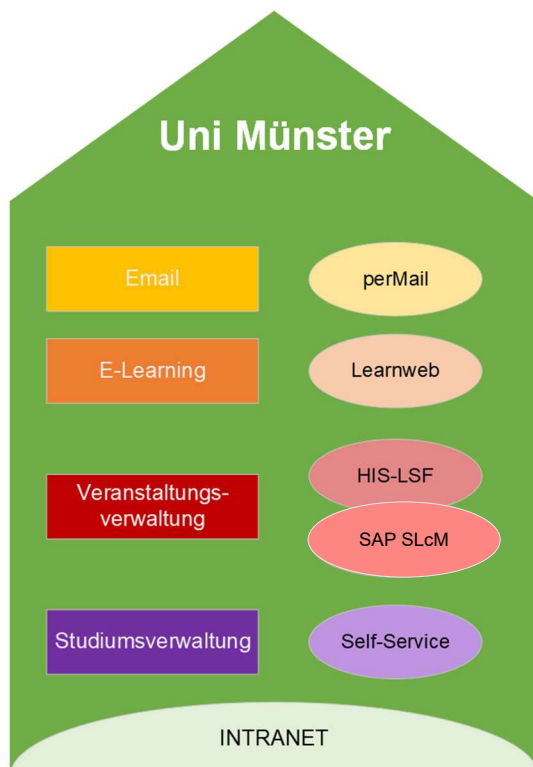 Uni Münster
Email
perMail
E-Learning
Learnweb
Veranstaltungs-
verwaltung
HIS-LSF
SAP SLcM
Studiumsverwaltung
Self-Service
INTRANET